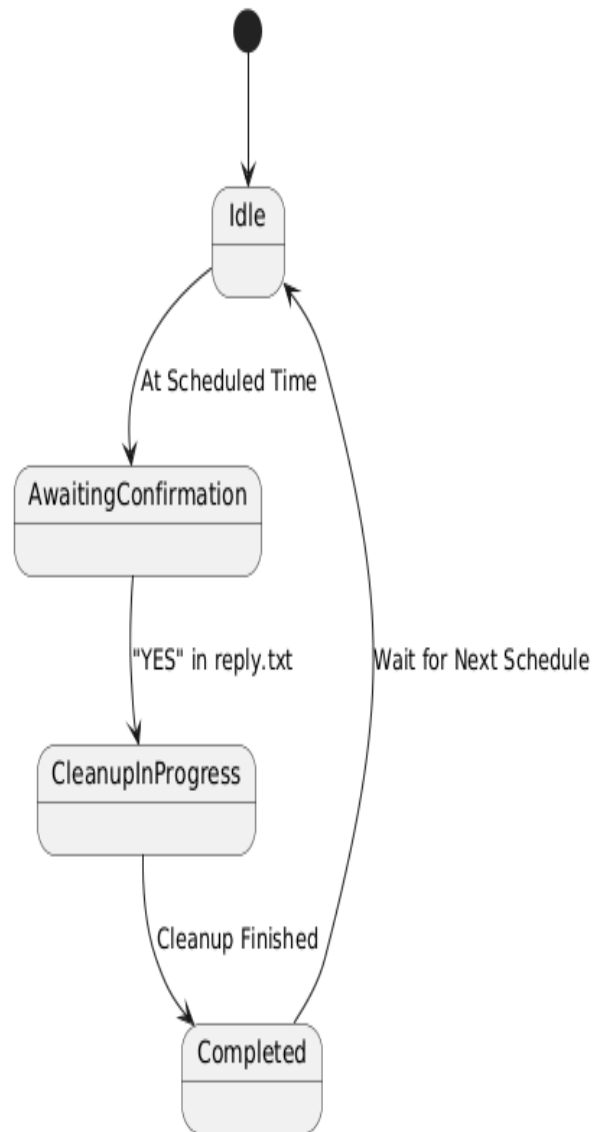 Idle
At Scheduled Time
AwaitingConfirmation
"YES" in reply.txt
Wait for Next Schedule
CleanupInProgress
Cleanup Finished
Completed